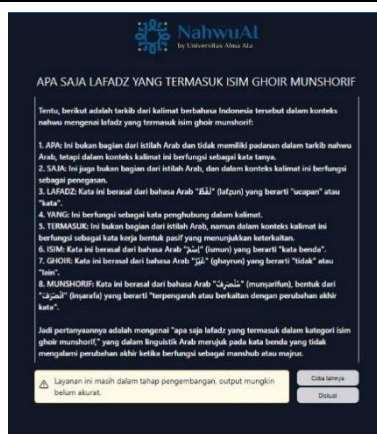 NahwuAI
by Universitas Alma Ata
APA SAJA LAFADZ YANG TERMASUK ISIM GHOIR MUNSHORIF
Tentu, berikut adalah tarkib dari kalimat berbahasa Indonesia tersebut dalam konteks
nahwu mengenai lafadz yang termasuk isim ghoir munshorif:
1. APA: Ini bukan bagian dari istilah Arab dan tidak memiliki padanan dalam tarkib nahwu
Arab, tetapi dalam konteks kalimat ini berfungsi sebagai kata tanya.
2. SAJA: Ini juga bukan bagian dari istilah Arab, dan dalam konteks kalimat ini berfungsi
sebagai penegasan.
3. LAFADZ: Kata ini berasal dari bahasa Arab "لَفْظٌ" (lafẓun) yang berarti "ucapan" atau
"kata".
4. YANG: Ini berfungsi sebagai kata penghubung dalam kalimat.
5. TERMASUK: Ini bukan bagian dari istilah Arab, namun dalam konteks kalimat ini
berfungsi sebagai kata kerja bentuk pasif yang menunjukkan keterkaitan.
6. ISIM: Kata ini berasal dari bahasa Arab "إِسْمٌ" (ismun) yang berarti "kata benda".
7. GHOIR: Kata ini berasal dari bahasa Arab "غَيْرٌ" (ghayrun) yang berarti "tidak" atau
"lain".
8. MUNSHORIF: Kata ini berasal dari bahasa Arab "مُنْصَرِفٌ" (munṣarifun), bentuk dari
"انْصَرَفَ" (inṣarafa) yang berarti "terpengaruh atau berkaitan dengan perubahan akhir
kata".
Jadi pertanyaannya adalah mengenai "apa saja lafadz yang termasuk dalam kategori isim
ghoir munshorif," yang dalam linguistik Arab merujuk pada kata benda yang tidak
mengalami perubahan akhir ketika berfungsi sebagai manshub atau majrur.
Layanan ini masih dalam tahap pengembangan, output mungkin
belum akurat.
Coba lainnya
Diskusi